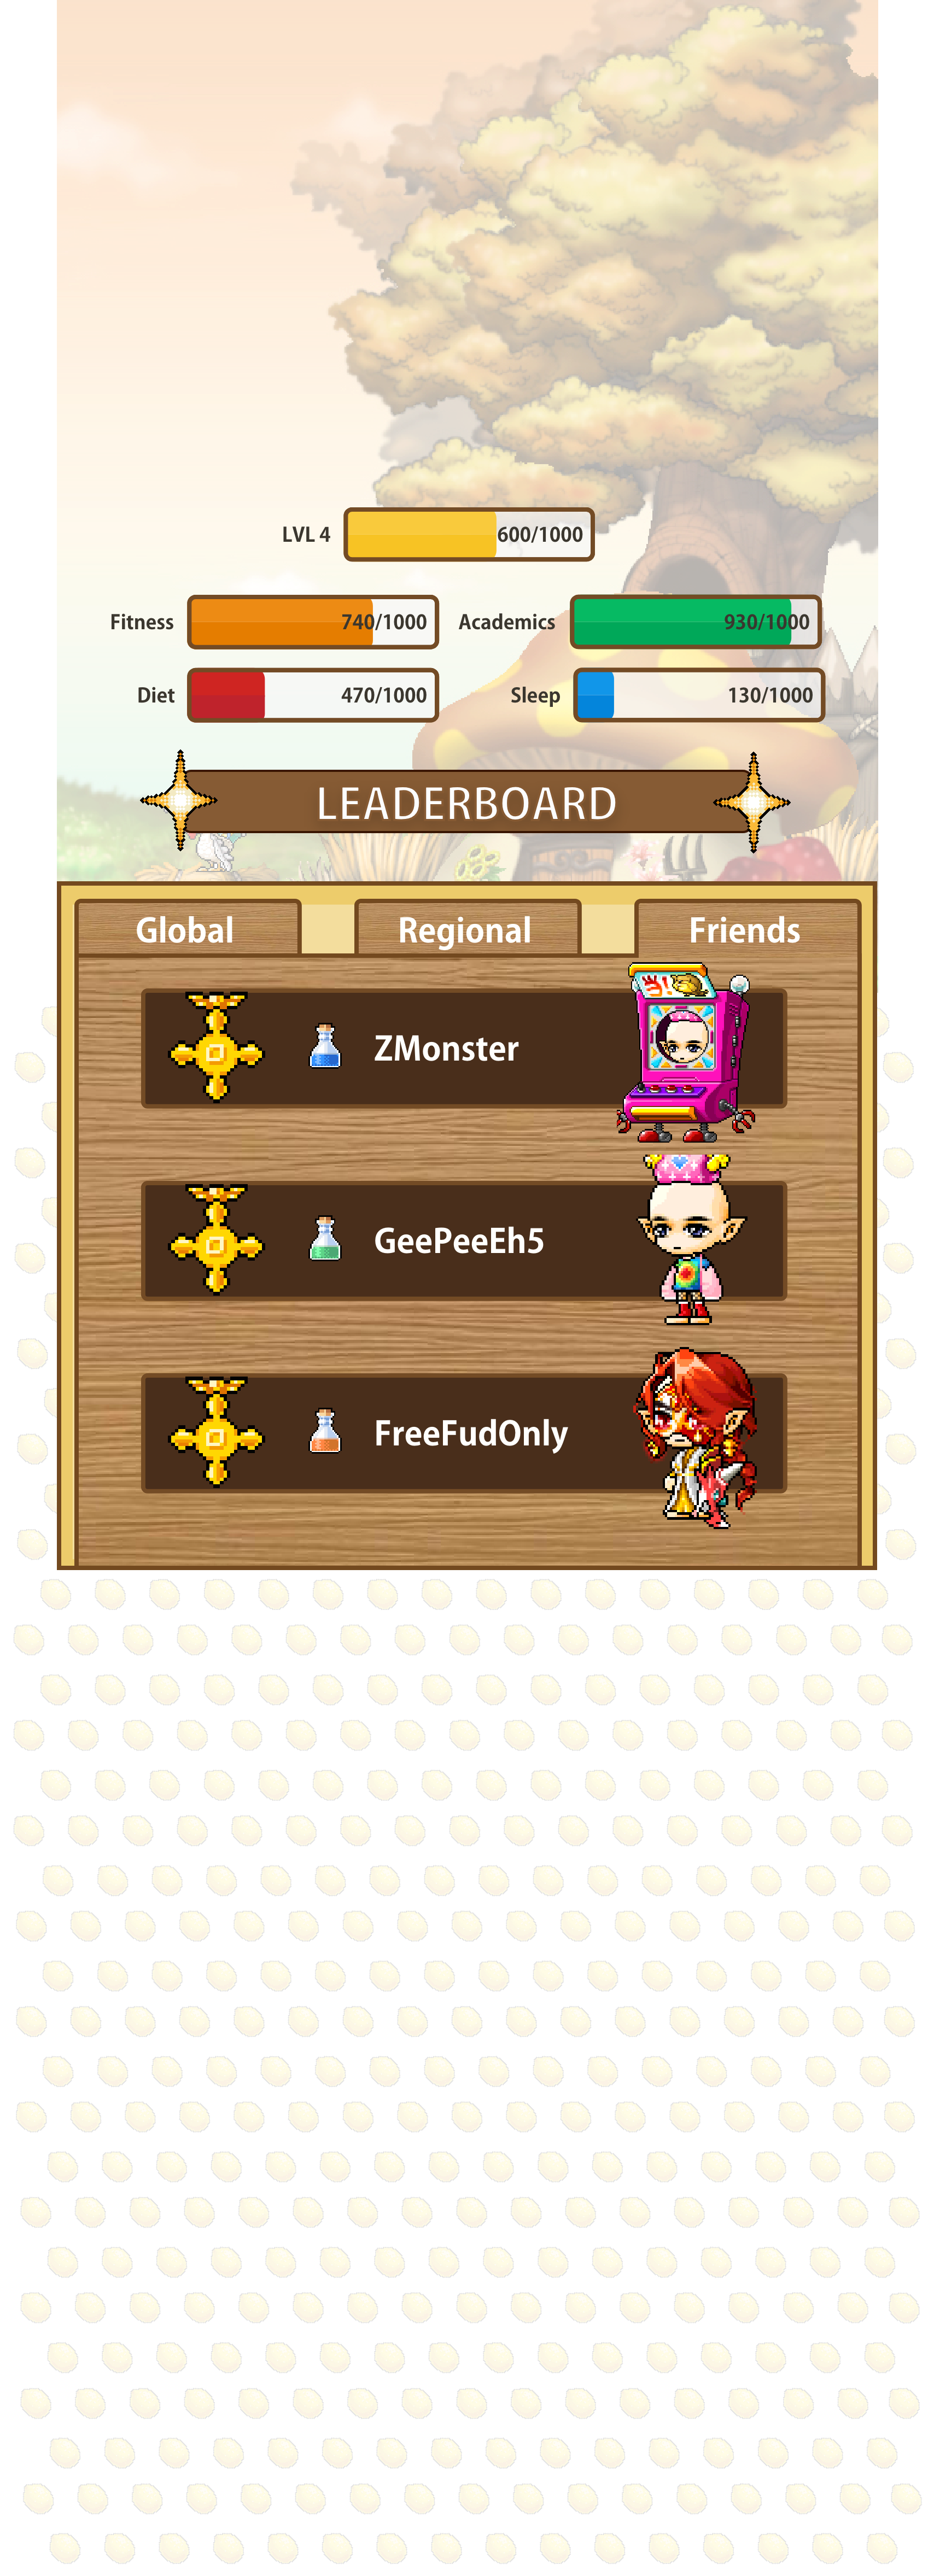 LVL 4 600/1000
Fitness 740/1000 Academics 930/1000
Diet 470/1000 Sleep 130/1000
LEADERBOARD
Global Regional Friends
ZMonster
GeePeeEh5
FreeFudOnly